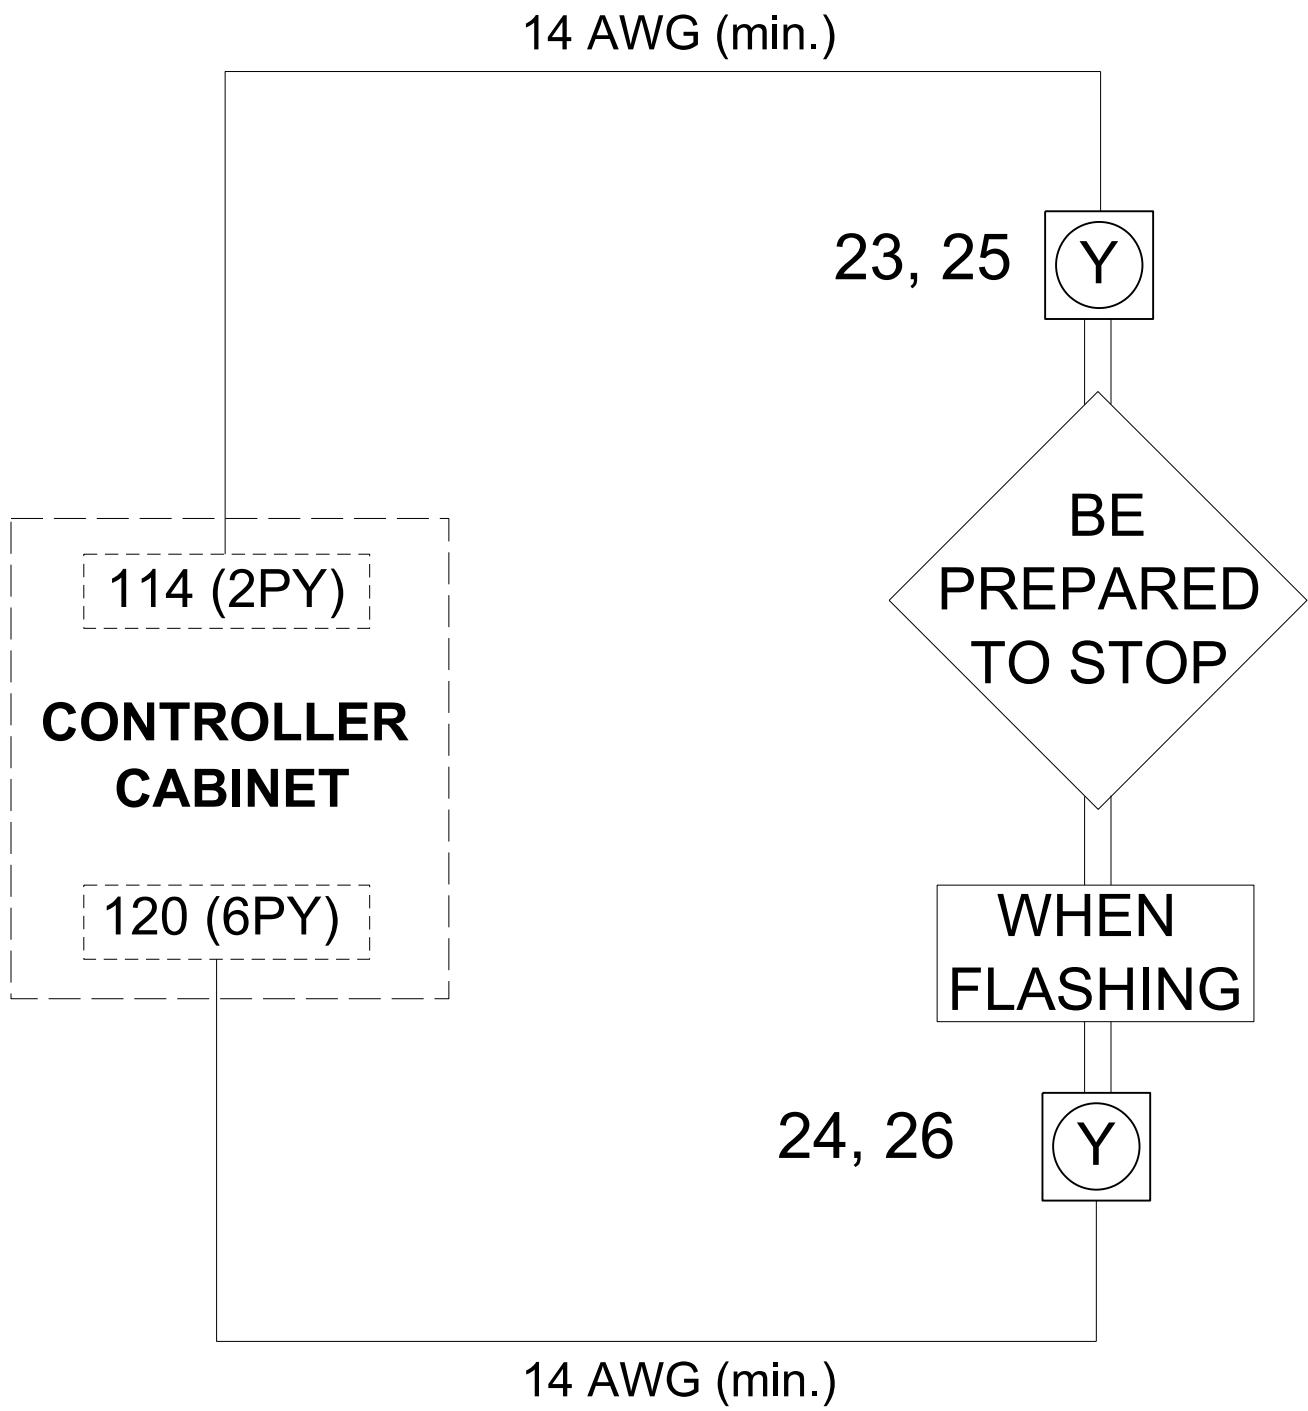 14 AWG (min.)
23, 25
Y
BE
PREPARED
TO STOP
114 (2PY)
CONTROLLER
CABINET
120 (6PY)
WHEN
FLASHING
24, 26
Y
14 AWG (min.)